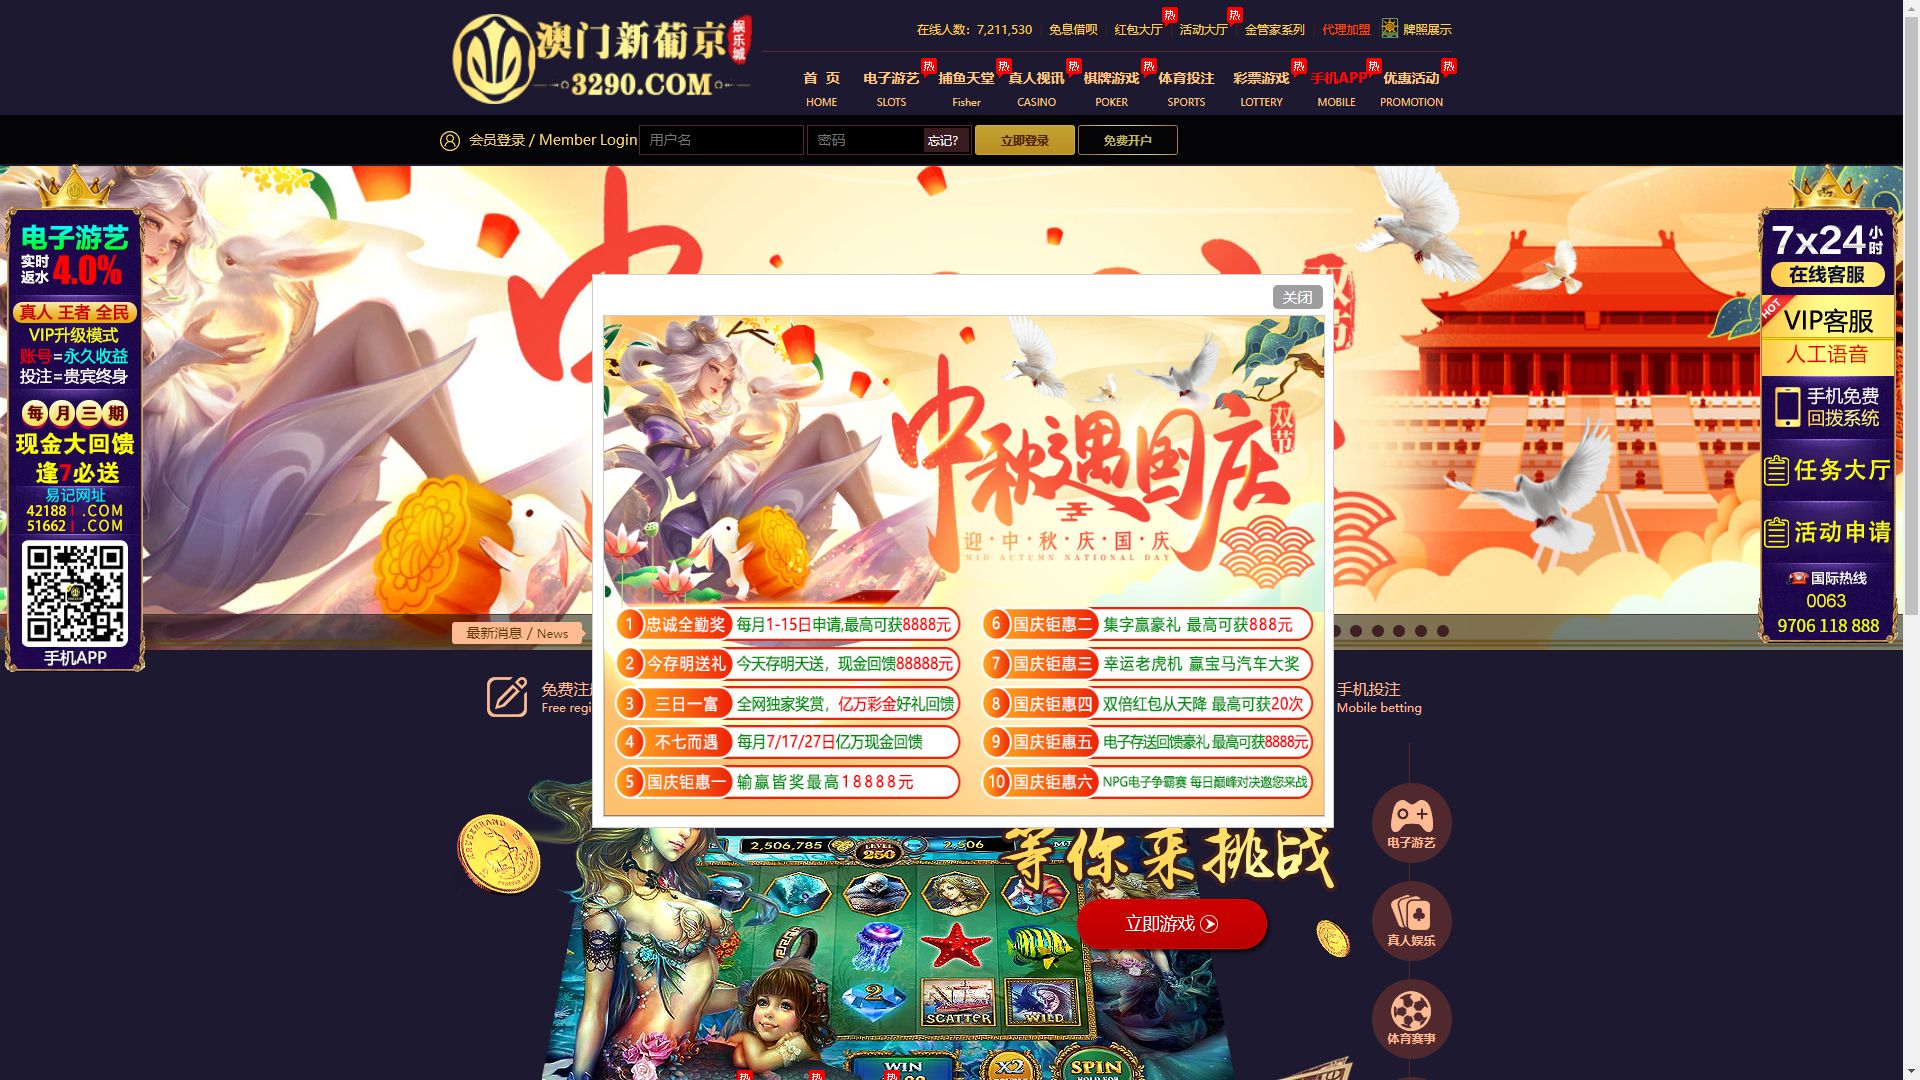 澳门新葡京
娱乐城
3290.COM
在线人数：7,211,530
免息借呗
红包大厅
热
活动大厅
热
金管家系列
代理加盟
牌照展示
首 页
HOME
电子游艺
热
SLOTS
捕鱼天堂
热
Fisher
真人视讯
热
CASINO
棋牌游戏
热
POKER
体育投注
SPORTS
彩票游戏
热
LOTTERY
手机APP
热
MOBILE
优惠活动
热
PROMOTION
会员登录 / Member Login
用户名
密码
忘记?
立即登录
免费开户
电子游艺
实时
返水
4.0%
真人 王者 全民
VIP升级模式
账号=永久收益
投注=贵宾终身
每月三期
现金大回馈
逢7必送
易记网址
42188 .COM
51662 .COM
手机APP
7x24小时
在线客服
HOT
VIP客服
人工语音
手机免费
回拨系统
任务大厅
活动申请
国际热线
0063
9706 118 888
关闭
中秋遇国庆
双节
迎·中·秋·庆·国·庆
MID AUTUMN NATIONAL DAY
1 忠诚全勤奖 每月1-15日申请,最高可获8888元
2 今存明送礼 今天存明天送，现金回馈88888元
3 三日一富 全网独家奖赏，亿万彩金好礼回馈
4 不七而遇 每月7/17/27日亿万现金回馈
5 国庆钜惠一 输赢皆奖最高18888元
6 国庆钜惠二 集字赢豪礼 最高可获888元
7 国庆钜惠三 幸运老虎机 赢宝马汽车大奖
8 国庆钜惠四 双倍红包从天降 最高可获20次
9 国庆钜惠五 电子存送回馈豪礼 最高可获8888元
10 国庆钜惠六 NPG电子争霸赛 每日巅峰对决邀您来战
最新消息 / News
免费注
Free regi
手机投注
Mobile betting
2,506,785
LEVEL
250
2,506
等你来挑战
立即游戏
2
SCATTER
WILD
WIN
X2
SPIN
电子游艺
真人娱乐
体育赛事
热
热
热